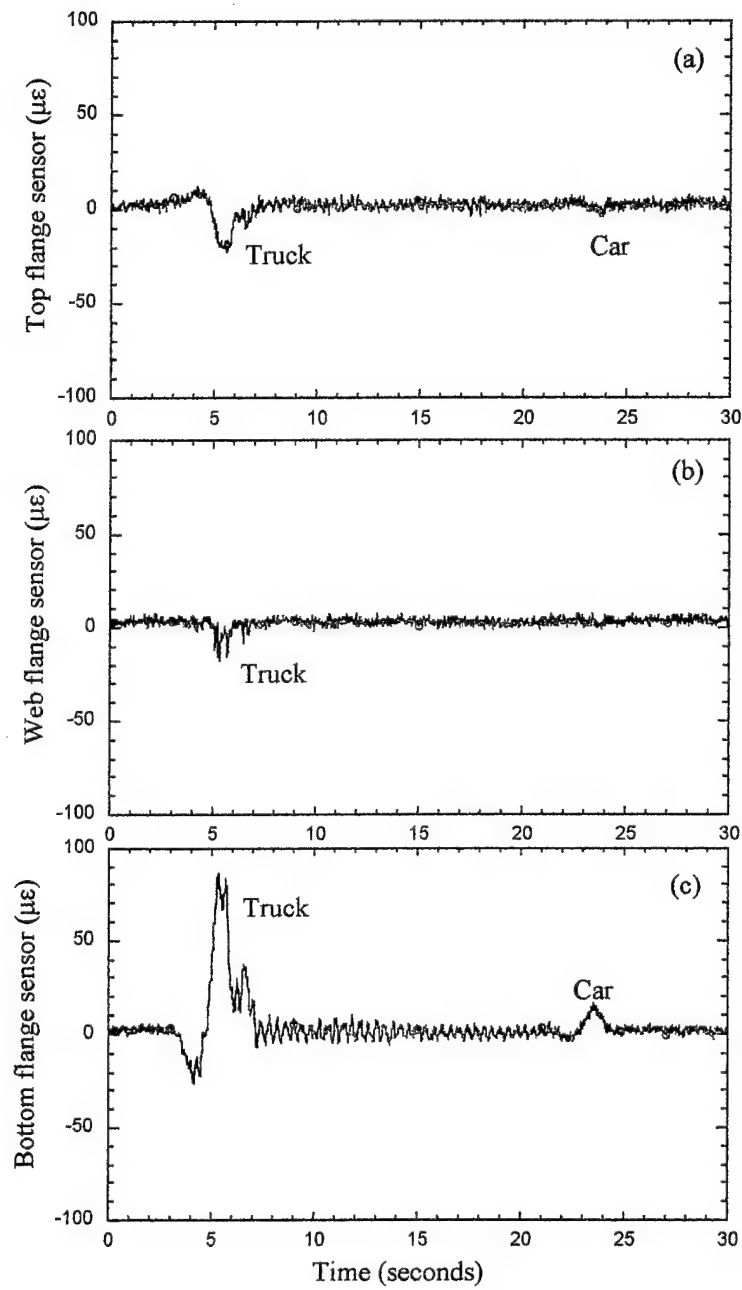 (a)
Top flange sensor (με)
100
50
0
-50
-100
Truck
Car
0 5 10 15 20 25 30
(b)
Web flange sensor (με)
100
50
0
-50
-100
Truck
0 5 10 15 20 25 30
(c)
Bottom flange sensor (με)
100
50
0
-50
-100
Truck
Car
0 5 10 15 20 25 30
Time (seconds)